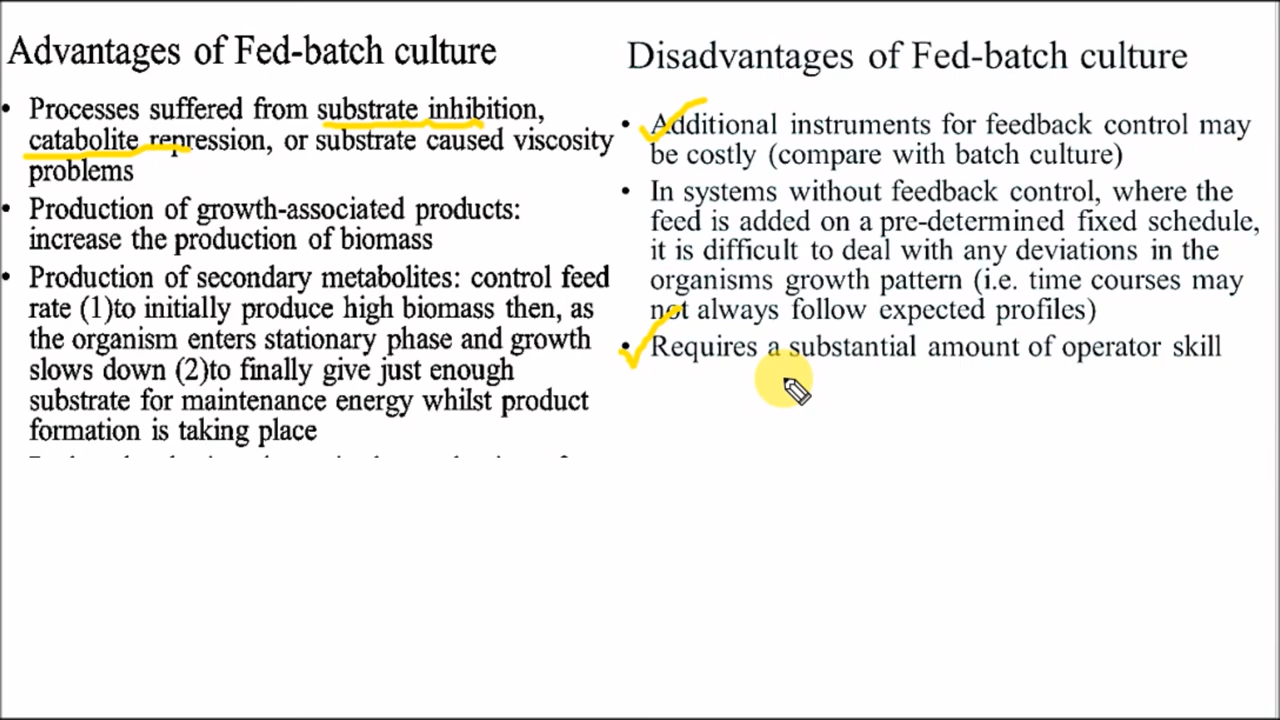 Advantages of Fed-batch culture
• Processes suffered from substrate inhibition,
catabolite repression, or substrate caused viscosity
problems
• Production of growth-associated products:
increase the production of biomass
• Production of secondary metabolites: control feed
rate (1)to initially produce high biomass then, as
the organism enters stationary phase and growth
slows down (2)to finally give just enough
substrate for maintenance energy whilst product
formation is taking place
Disadvantages of Fed-batch culture
• Additional instruments for feedback control may
be costly (compare with batch culture)
• In systems without feedback control, where the
feed is added on a pre-determined fixed schedule,
it is difficult to deal with any deviations in the
organisms growth pattern (i.e. time courses may
not always follow expected profiles)
• Requires a substantial amount of operator skill